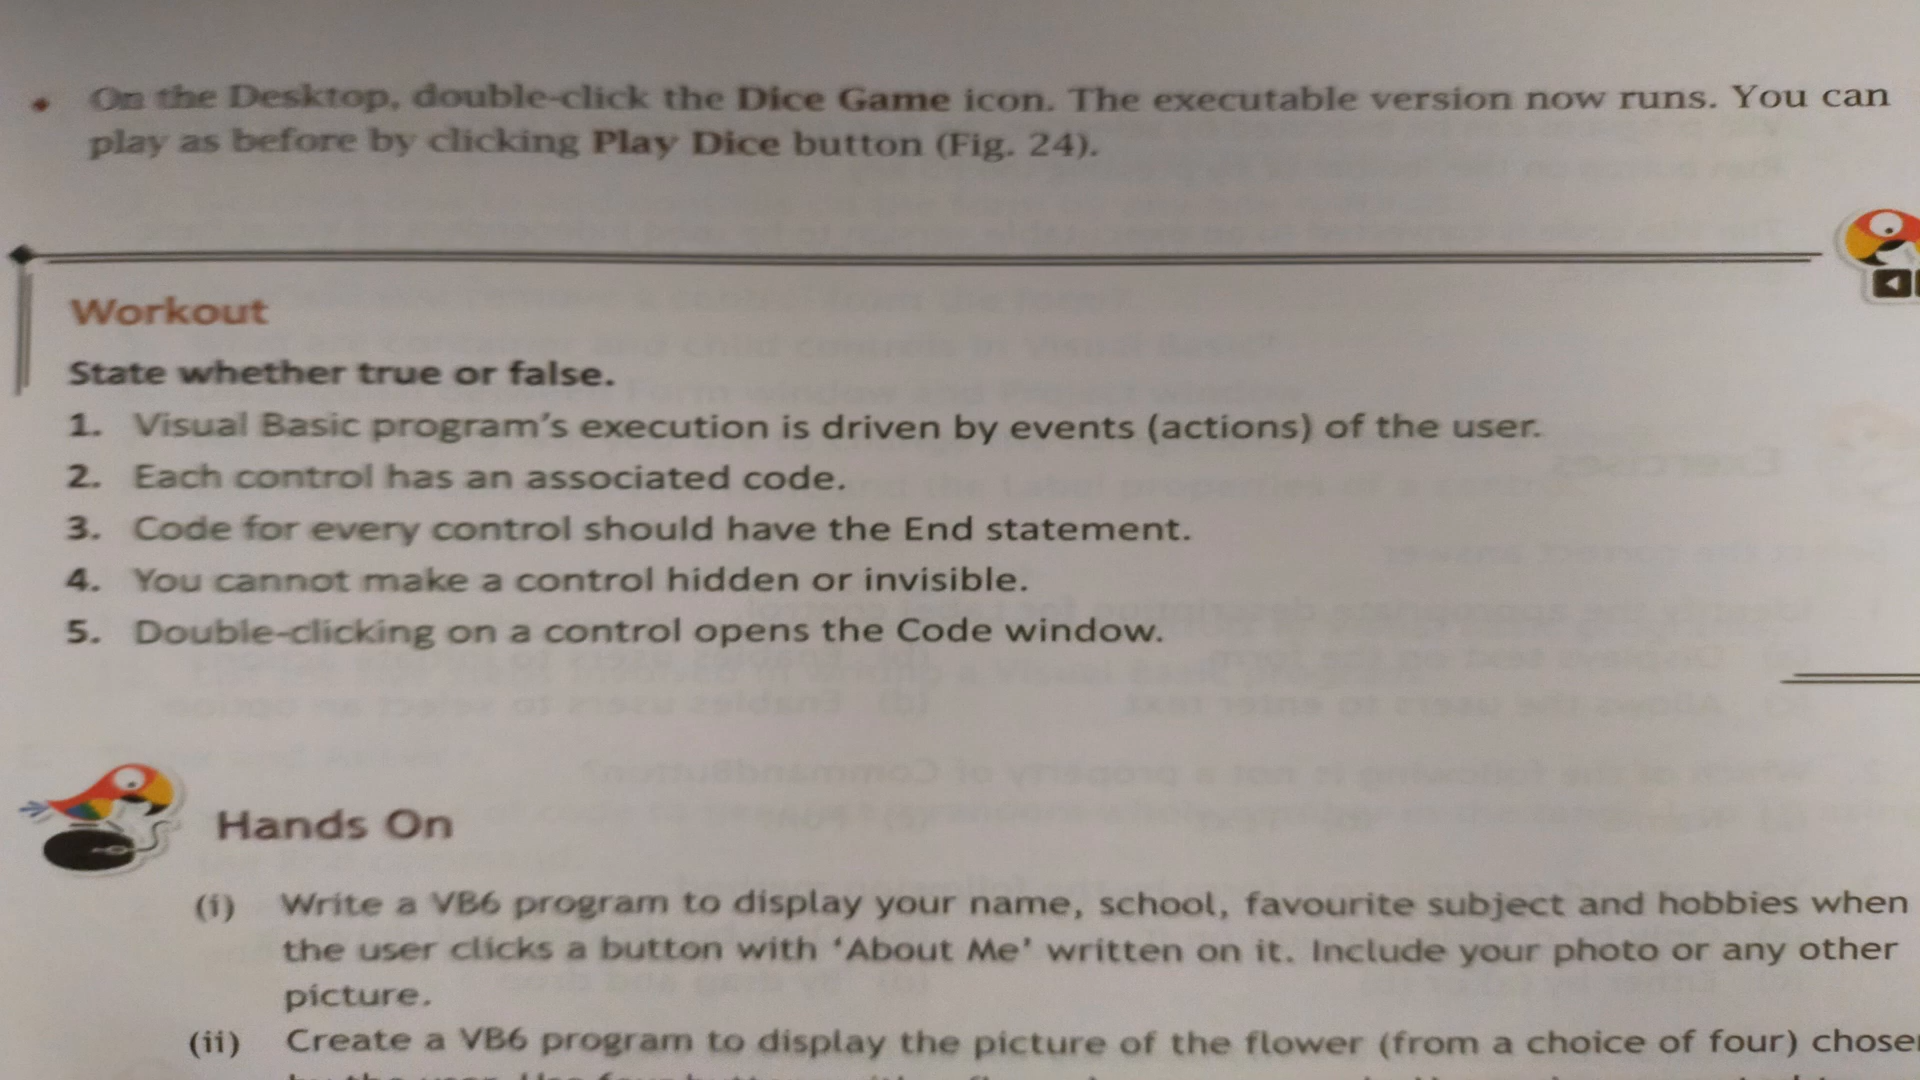 • On the Desktop, double-click the Dice Game icon. The executable version now runs. You can
play as before by clicking Play Dice button (Fig. 24).
Workout
State whether true or false.
1. Visual Basic program's execution is driven by events (actions) of the user.
2. Each control has an associated code.
3. Code for every control should have the End statement.
4. You cannot make a control hidden or invisible.
5. Double-clicking on a control opens the Code window.
Hands On
(i) Write a VB6 program to display your name, school, favourite subject and hobbies when
the user clicks a button with 'About Me' written on it. Include your photo or any other
picture.
(ii) Create a VB6 program to display the picture of the flower (from a choice of four)